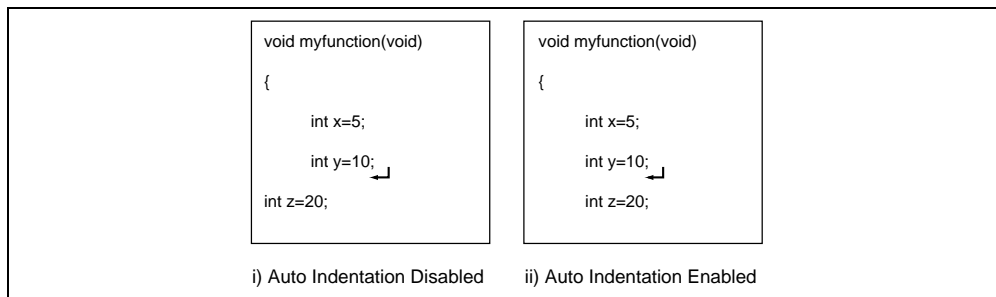 void myfunction(void)
{
int x=5;
int y=10;
int z=20;
i) Auto Indentation Disabled
void myfunction(void)
{
int x=5;
int y=10;
int z=20;
ii) Auto Indentation Enabled